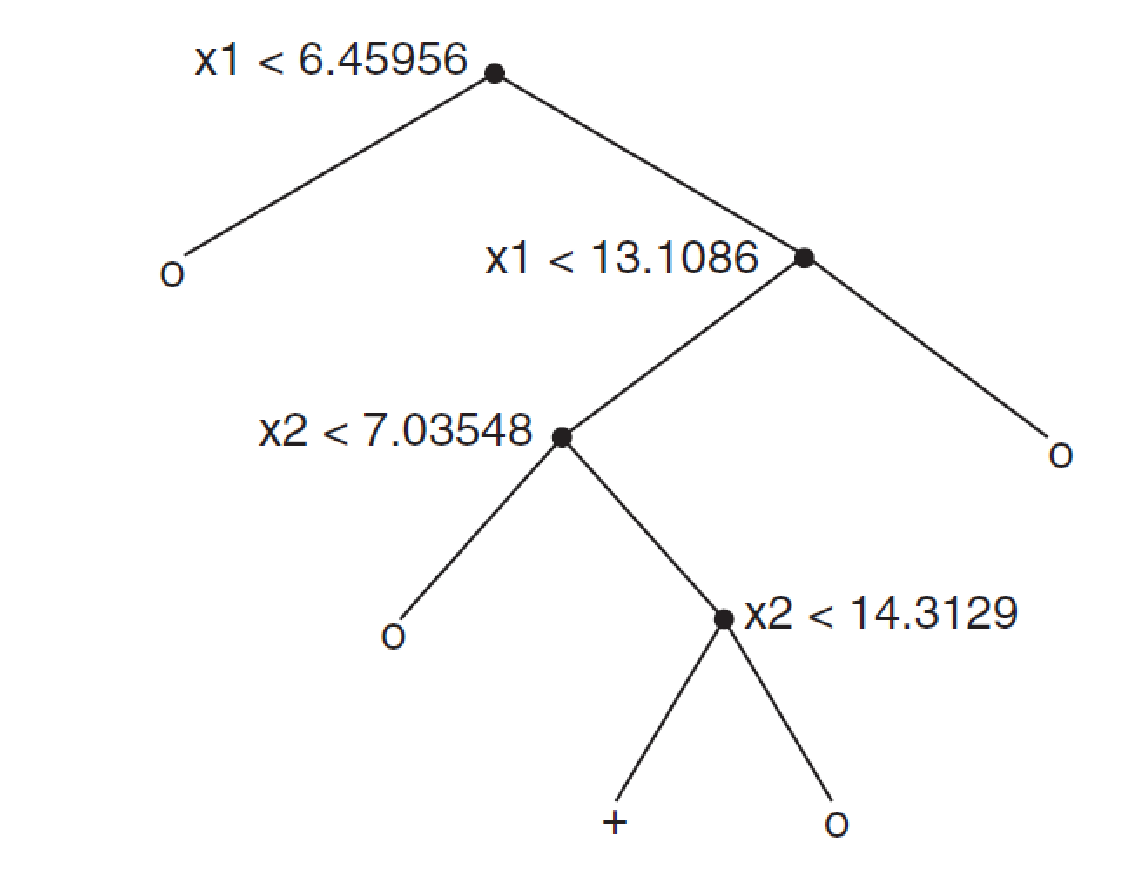 x1 < 6.45956
x1 < 13.1086
o
x2 < 7.03548
o
x2 < 14.3129
o
+
o